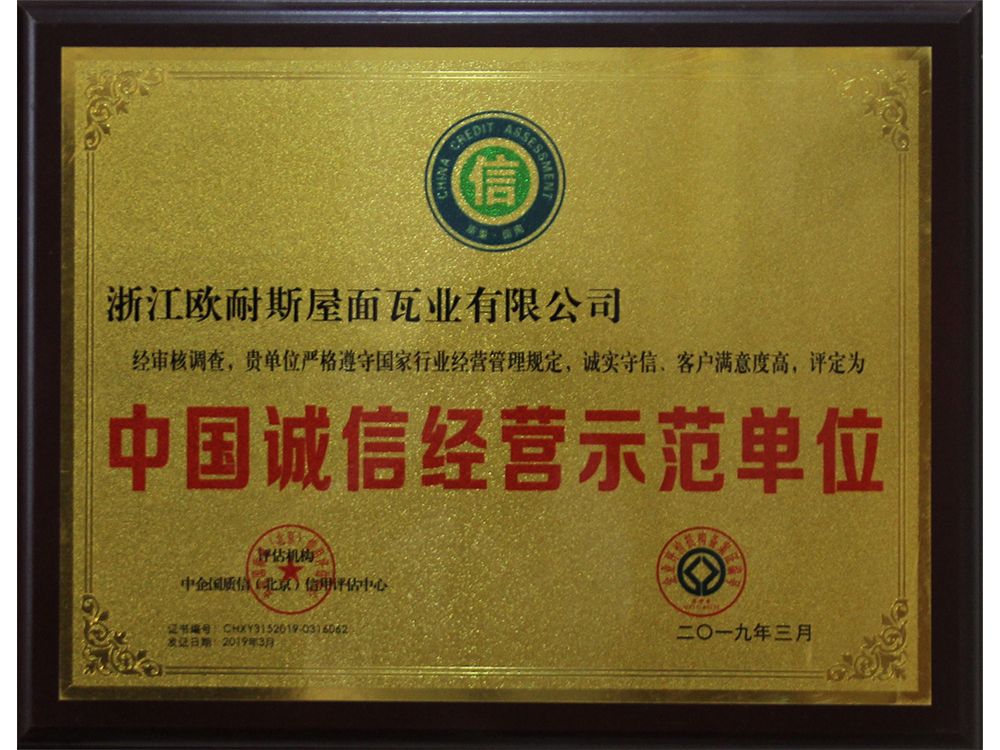 CHINA CREDIT ASSESSMENT
信
浙江欧耐斯屋面瓦业有限公司
经审核调查，贵单位严格遵守国家行业经营管理规定，诚实守信、客户满意度高，评定为
中国诚信经营示范单位
评估机构
中企国质信（北京）信用评估中心
证书编号：CHXY3152019-0316062
发证日期：2019年3月
二〇一九年三月